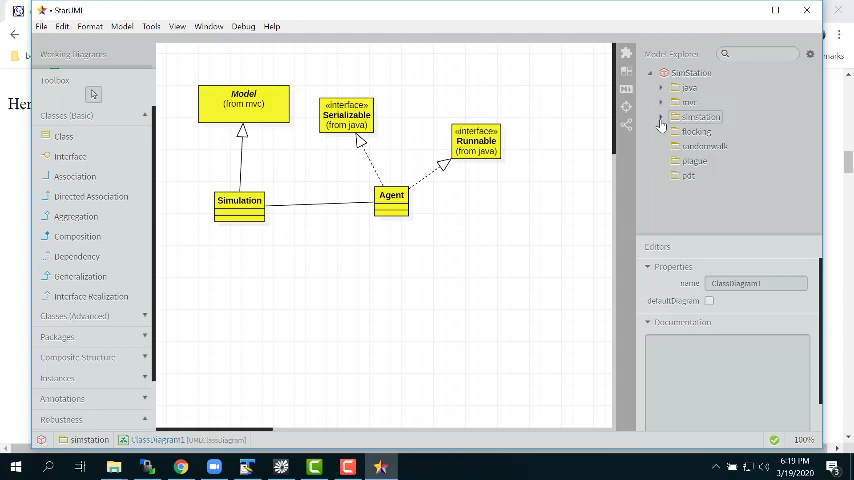 • StarUML
File Edit Format Model Tools View Window Debug Help
Working Diagrams
Toolbox
Classes (Basic)
Class
Interface
Association
Directed Association
Aggregation
Composition
Dependency
Generalization
Interface Realization
Classes (Advanced)
Packages
Composite Structure
Instances
Annotations
Robustness
Model
(from mvc)
«interface»
Serializable
(from java)
«interface»
Runnable
(from java)
Simulation
Agent
Model Explorer
SimStation
java
mvc
simstation
flocking
randomwalk
plague
pdt
Editors
Properties
name ClassDiagram1
defaultDiagram
Documentation
simstation ClassDiagram1 [UMLClassDiagram] 100%
6:19 PM
3/19/2020
3